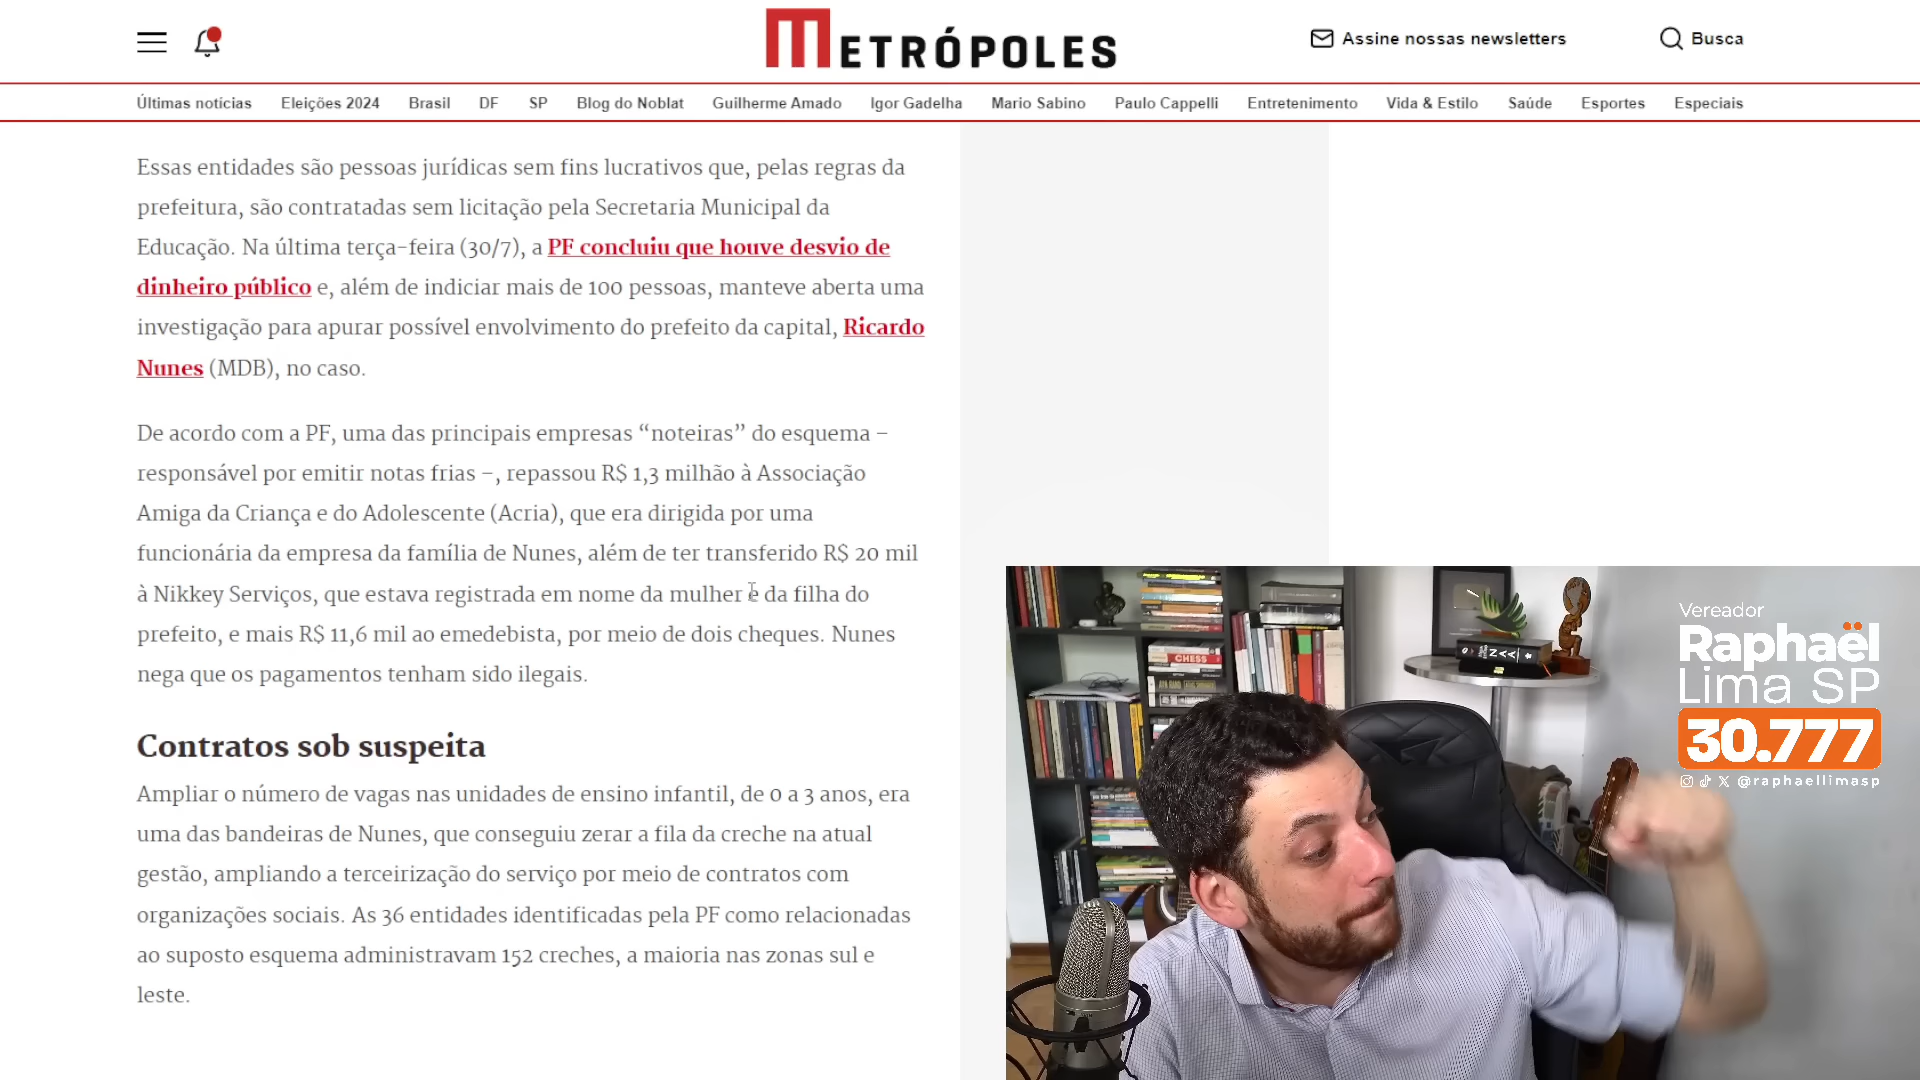 METRÓPOLES
Assine nossas newsletters
Busca
Últimas notícias Eleições 2024 Brasil DF SP Blog do Noblat Guilherme Amado Igor Gadelha Mario Sabino Paulo Cappelli Entretenimento Vida & Estilo Saúde Esportes Especiais
Essas entidades são pessoas jurídicas sem fins lucrativos que, pelas regras da
prefeitura, são contratadas sem licitação pela Secretaria Municipal da
Educação. Na última terça-feira (30/7), a PF concluiu que houve desvio de
dinheiro público e, além de indiciar mais de 100 pessoas, manteve aberta uma
investigação para apurar possível envolvimento do prefeito da capital, Ricardo
Nunes (MDB), no caso.
De acordo com a PF, uma das principais empresas “noteiras” do esquema –
responsável por emitir notas frias –, repassou R$ 1,3 milhão à Associação
Amiga da Criança e do Adolescente (Acria), que era dirigida por uma
funcionária da empresa da família de Nunes, além de ter transferido R$ 20 mil
à Nikkey Serviços, que estava registrada em nome da mulher e da filha do
prefeito, e mais R$ 11,6 mil ao emedebista, por meio de dois cheques. Nunes
nega que os pagamentos tenham sido ilegais.
Contratos sob suspeita
Ampliar o número de vagas nas unidades de ensino infantil, de 0 a 3 anos, era
uma das bandeiras de Nunes, que conseguiu zerar a fila da creche na atual
gestão, ampliando a terceirização do serviço por meio de contratos com
organizações sociais. As 36 entidades identificadas pela PF como relacionadas
ao suposto esquema administravam 152 creches, a maioria nas zonas sul e
leste.
Vereador
Raphaël
Lima SP
30.777
@raphaellimasp
CHESS